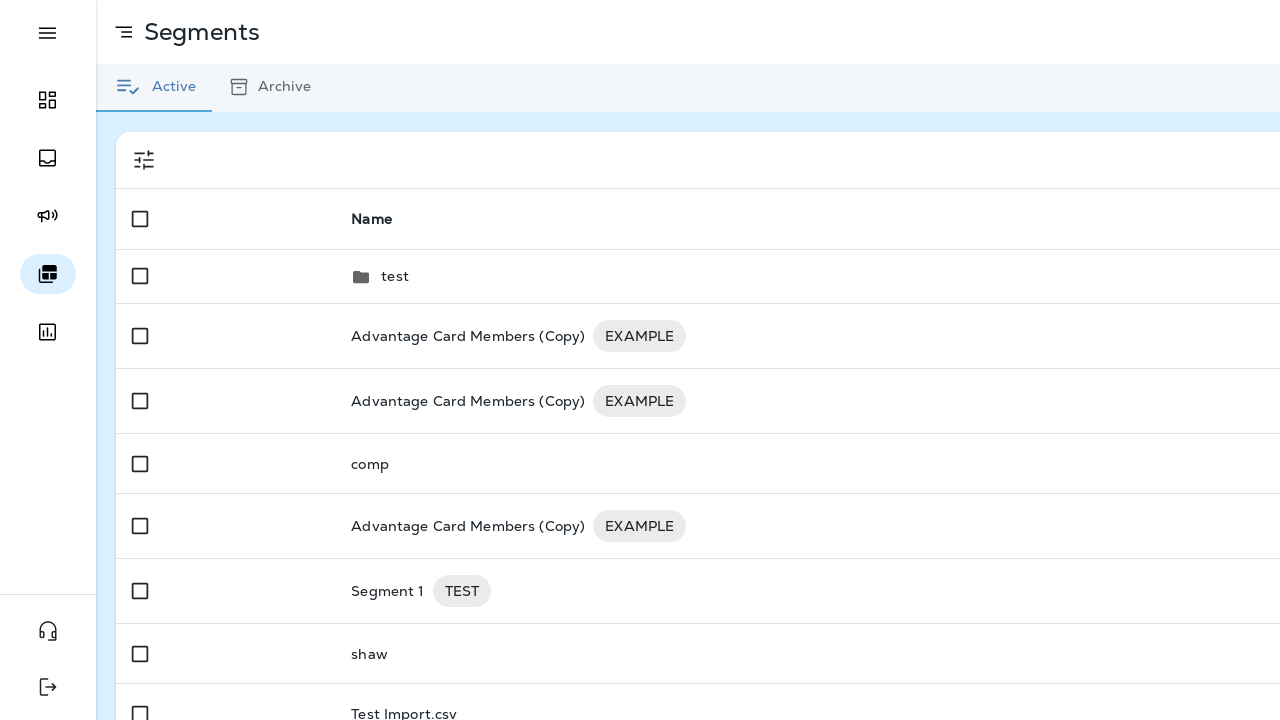 Segments
Active Archive
Name
test
Advantage Card Members (Copy) EXAMPLE
Advantage Card Members (Copy) EXAMPLE
comp
Advantage Card Members (Copy) EXAMPLE
Segment 1 TEST
shaw
Test Import.csv